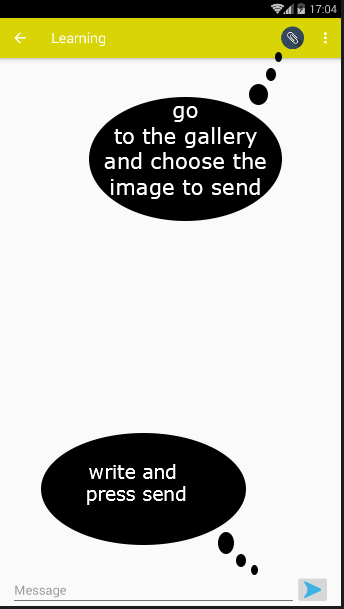 17:04
Learning
go
to the gallery
and choose the
image to send
write and
press send
Message